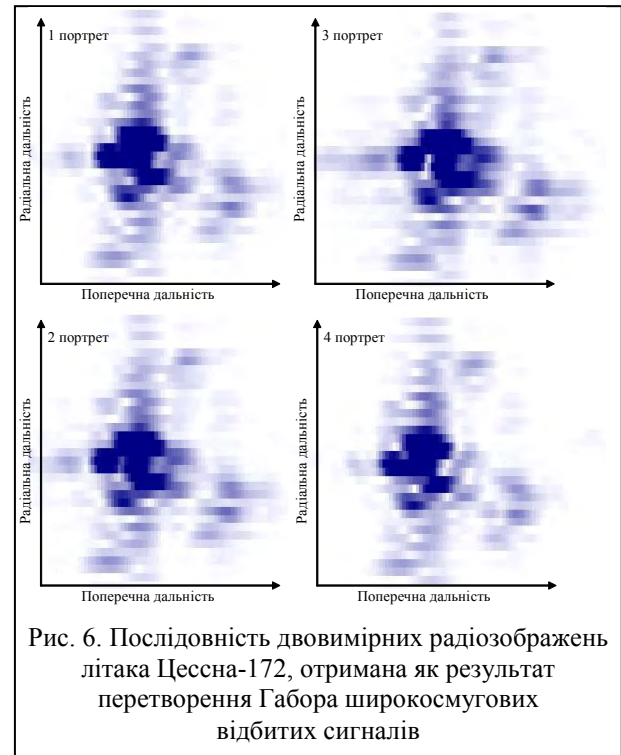 1 портрет
Радіальна дальність
Поперечна дальність
3 портрет
Радіальна дальність
Поперечна дальність
2 портрет
Радіальна дальність
Поперечна дальність
4 портрет
Радіальна дальність
Поперечна дальність
Рис. 6. Послідовність двовимірних радіозображень
літака Цессна-172, отримана як результат
перетворення Габора широкосмугових
відбитих сигналів